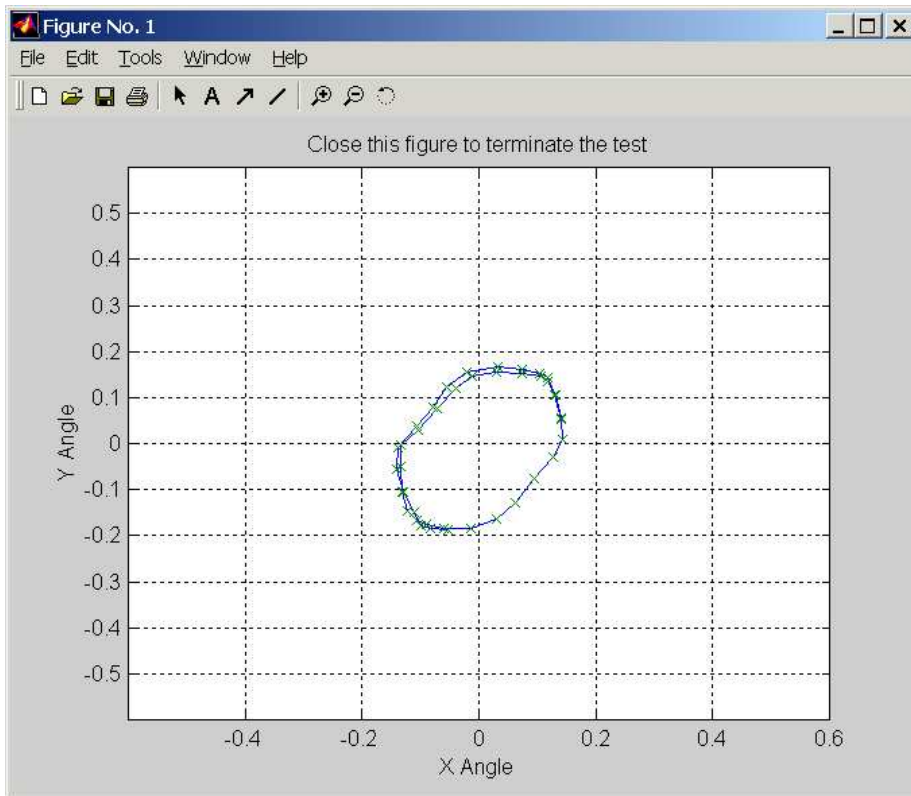 Figure No. 1
File Edit Tools Window Help
A
Close this figure to terminate the test
0.5
0.4
0.3
0.2
0.1
0
-0.1
-0.2
-0.3
-0.4
-0.5
Y Angle
-0.4 -0.2 0 0.2 0.4 0.6
X Angle